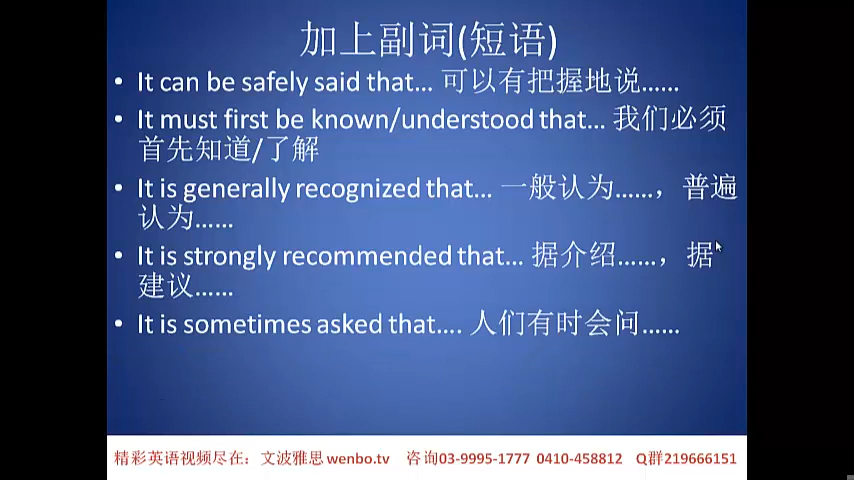 加上副词(短语)
• It can be safely said that... 可以有把握地说……
• It must first be known/understood that... 我们必须
首先知道/了解
• It is generally recognized that... 一般认为……，普遍
认为……
• It is strongly recommended that... 据介绍……，据
建议……
• It is sometimes asked that.... 人们有时会问……
精彩英语视频尽在：文波雅思 wenbo.tv 咨询03-9995-1777 0410-458812 Q群219666151